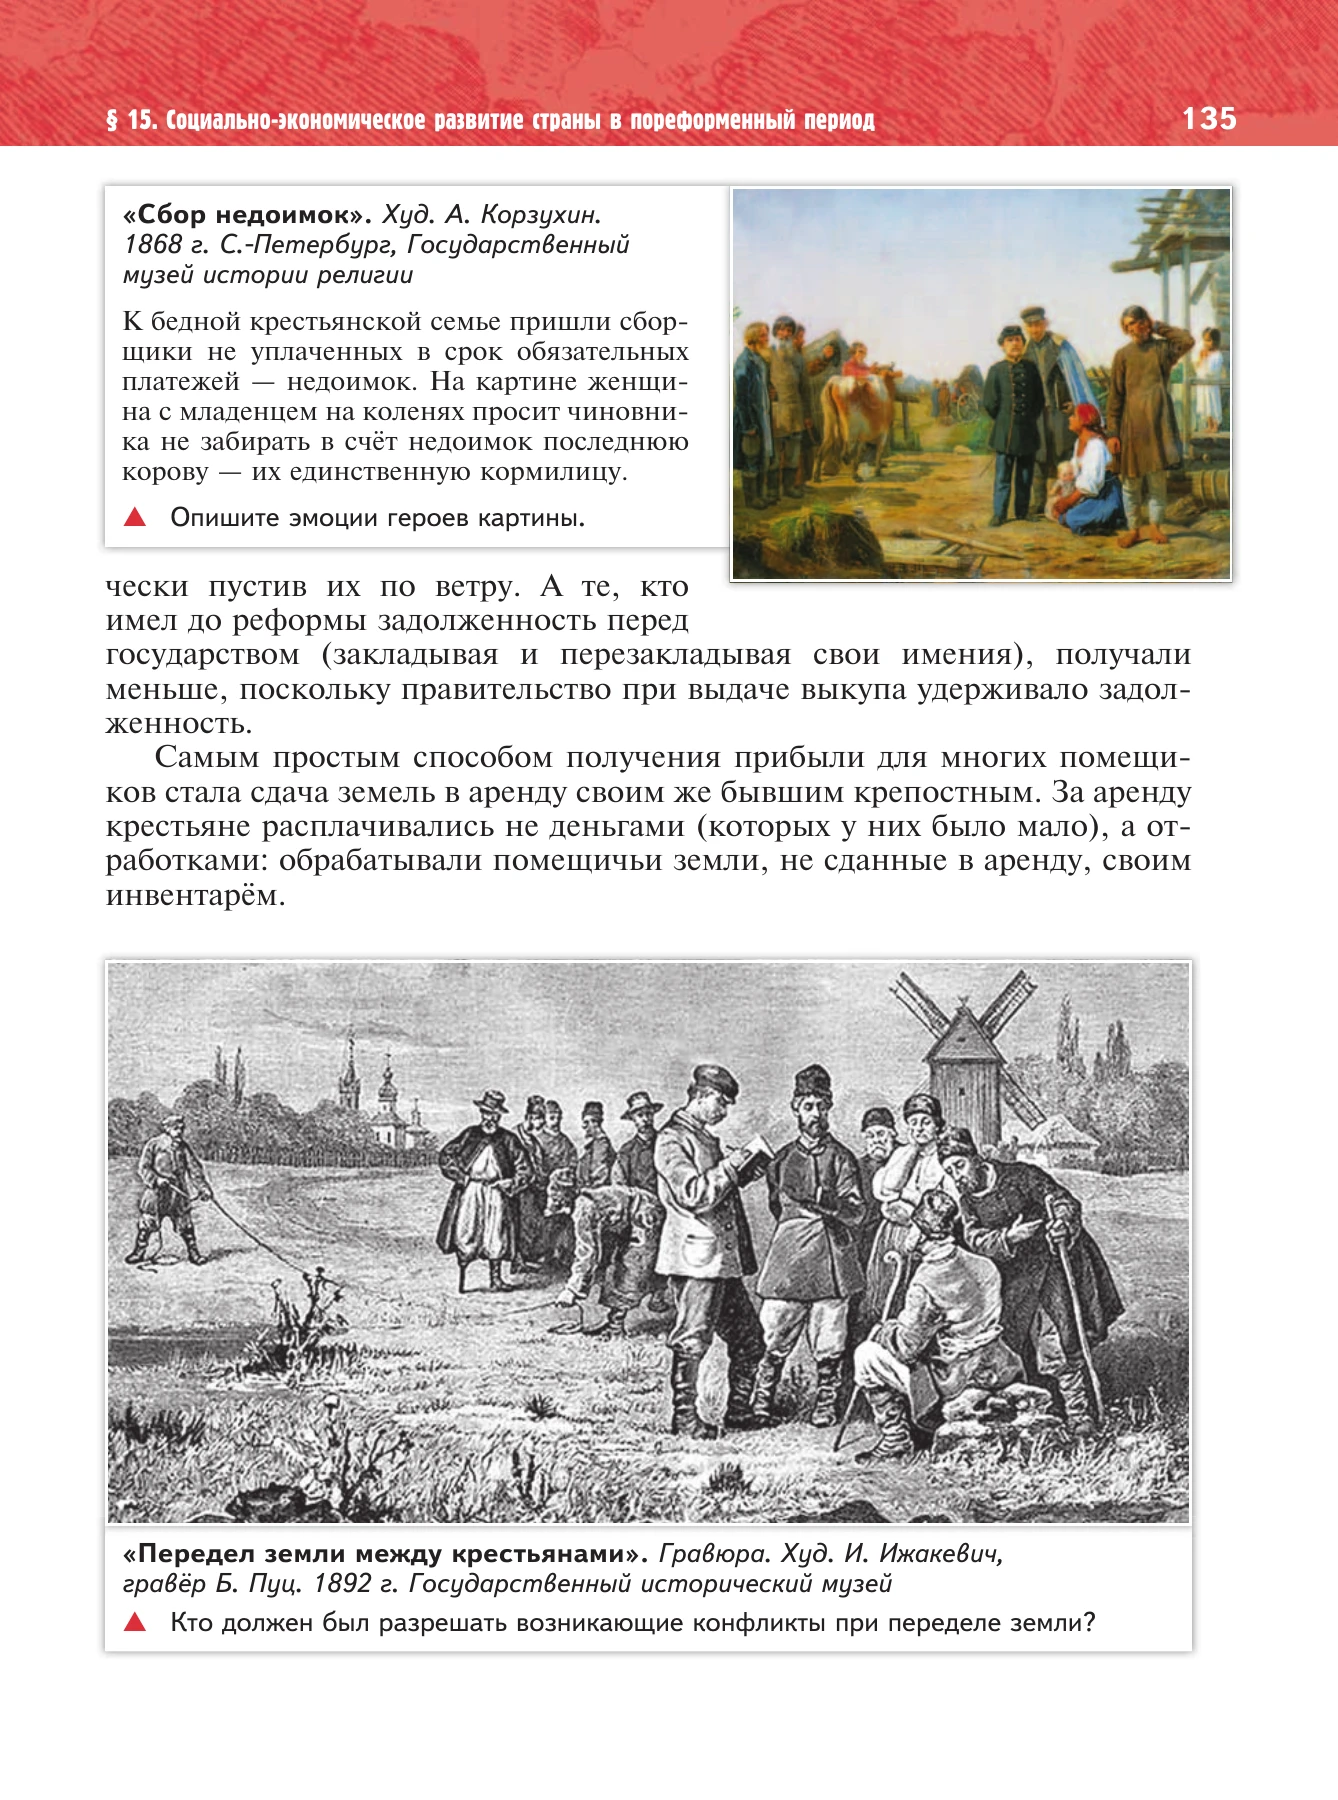 § 15. Социально-экономическое развитие страны в пореформенный период
135
«Сбор недоимок». Худ. А. Корзухин.
1868 г. С.-Петербург, Государственный
музей истории религии
К бедной крестьянской семье пришли сбор-
щики не уплаченных в срок обязательных
платежей — недоимок. На картине женщи-
на с младенцем на коленях просит чиновни-
ка не забирать в счёт недоимок последнюю
корову — их единственную кормилицу.
Опишите эмоции героев картины.
чески пустив их по ветру. А те, кто
имел до реформы задолженность перед
государством (закладывая и перезакладывая свои имения), получали
меньше, поскольку правительство при выдаче выкупа удерживало задол-
женность.
Самым простым способом получения прибыли для многих помещи-
ков стала сдача земель в аренду своим же бывшим крепостным. За аренду
крестьяне расплачивались не деньгами (которых у них было мало), а от-
работками: обрабатывали помещичьи земли, не сданные в аренду, своим
инвентарём.
«Передел земли между крестьянами». Гравюра. Худ. И. Ижакевич,
гравёр Б. Пуц. 1892 г. Государственный исторический музей
Кто должен был разрешать возникающие конфликты при переделе земли?